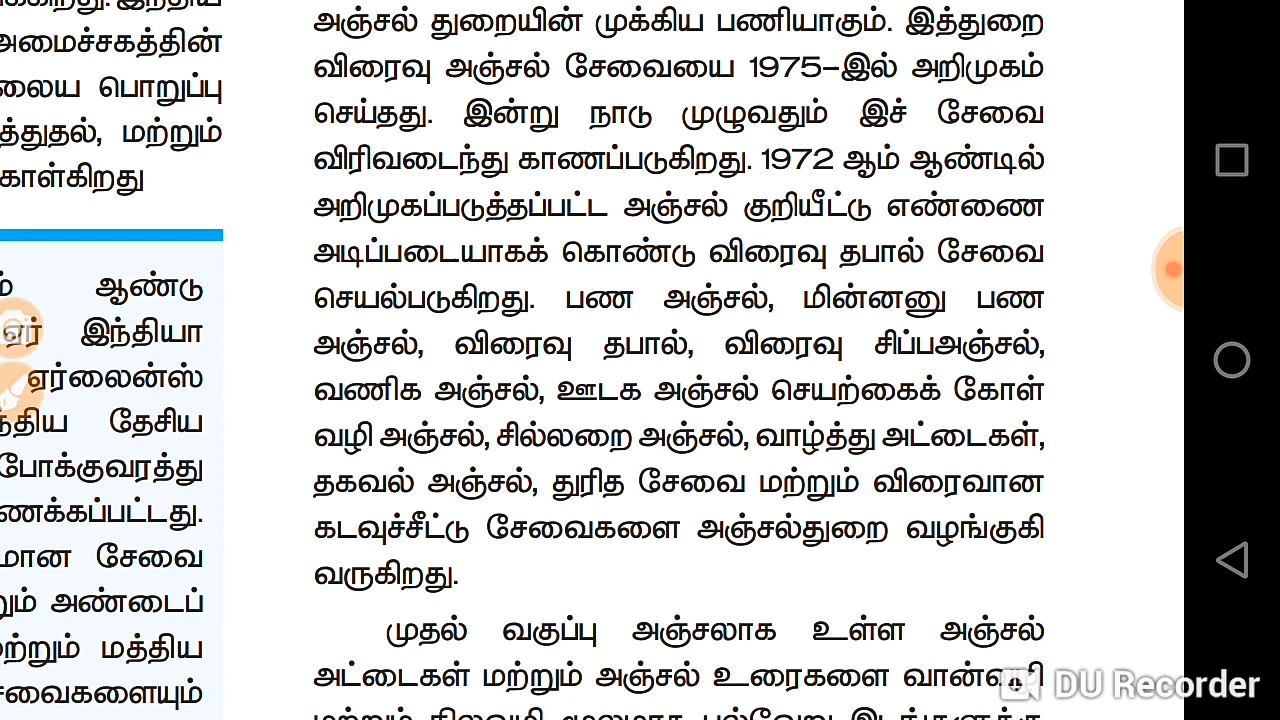 அமைச்சகத்தின்
பொறுப்பு
மற்றும்
ஆண்டு
ஏர் இந்தியா
ஏர்லைன்ஸ்
தேசிய
சேவை
அண்டைப்
மத்திய
அஞ்சல் துறையின் முக்கிய பணியாகும். இத்துறை
விரைவு அஞ்சல் சேவையை 1975–இல் அறிமுகம்
செய்தது. இன்று நாடு முழுவதும் இச் சேவை
விரிவடைந்து காணப்படுகிறது. 1972 ஆம் ஆண்டில்
அறிமுகப்படுத்தப்பட்ட அஞ்சல் குறியீட்டு எண்ணை
அடிப்படையாகக் கொண்டு விரைவு தபால் சேவை
செயல்படுகிறது. பண அஞ்சல், மின்னனு பண
அஞ்சல், விரைவு தபால், விரைவு சிப்பஅஞ்சல்,
வணிக அஞ்சல், ஊடக அஞ்சல் செயற்கைக் கோள்
வழி அஞ்சல், சில்லறை அஞ்சல், வாழ்த்து அட்டைகள்,
தகவல் அஞ்சல், துரித சேவை மற்றும் விரைவான
கடவுச்சீட்டு சேவைகளை அஞ்சல்துறை வழங்குகி
வருகிறது.
முதல் வகுப்பு அஞ்சலாக உள்ள அஞ்சல்
அட்டைகள் மற்றும் அஞ்சல் உரைகளை வான்வழி
DU Recorder